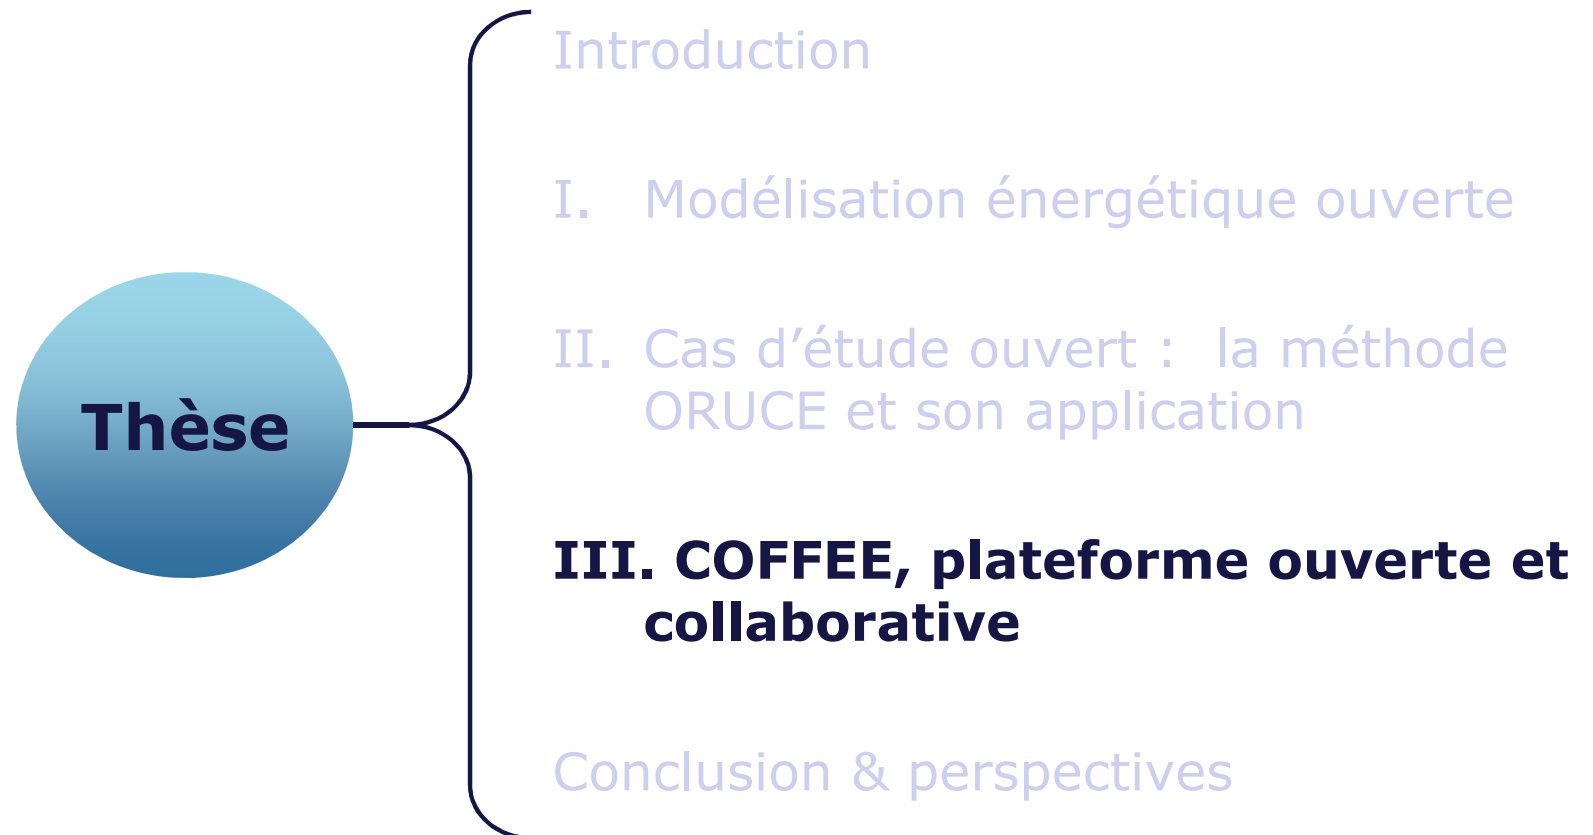 Introduction
I. Modélisation énergétique ouverte
II. Cas d’étude ouvert : la méthode
ORUCE et son application
Thèse
III. COFFEE, plateforme ouverte et
collaborative
Conclusion & perspectives